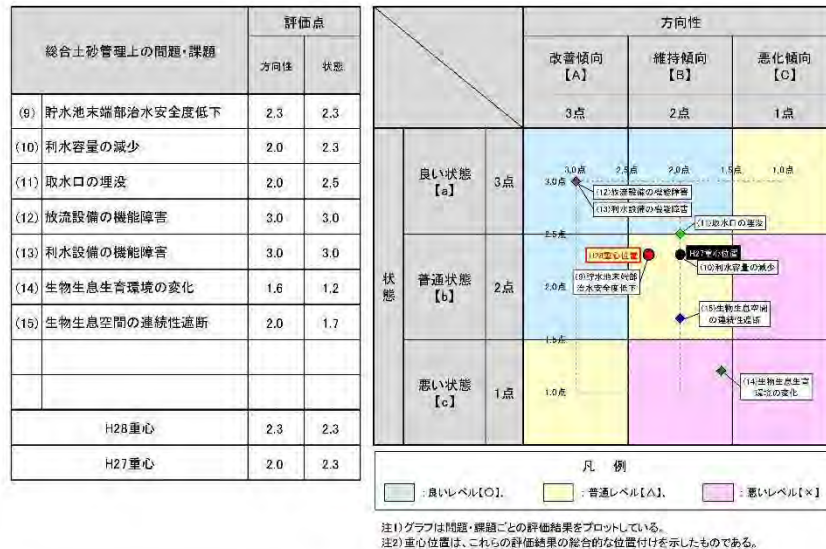 総合土砂管理上の問題・課題
評価点
方向性 状態
(9) 貯水池末端部治水安全度低下 2.3 2.3
(10) 利水容量の減少 2.0 2.3
(11) 取水口の埋没 2.0 2.5
(12) 放流設備の機能障害 3.0 3.0
(13) 利水設備の機能障害 3.0 3.0
(14) 生物生息生育環境の変化 1.6 1.2
(15) 生物生息空間の連続性遮断 2.0 1.7
H28重心 2.3 2.3
H27重心 2.0 2.3
方向性
改善傾向 維持傾向 悪化傾向
【A】 【B】 【C】
3点 2点 1点
状態
良い状態
【a】
3点
普通状態
【b】
2点
悪い状態
【c】
1点
3.0点 2.5点 2.0点 1.5点 1.0点
3.0点
(12)放流設備の機能障害
(13)利水設備の機能障害
(11)取水口の埋没
2.5点
H28重心位置
H27重心位置
(10)利水容量の減少
(9)貯水池末端部
治水安全度低下
2.0点
(15)生物生息空間
の連続性遮断
1.5点
(14)生物生息生育
環境の変化
1.0点
凡 例
:良いレベル【○】、 :普通レベル【△】、 :悪いレベル【×】
注1)グラフは問題・課題ごとの評価結果をプロットしている。
注2)重心位置は、これらの評価結果の総合的な位置付けを示したものである。